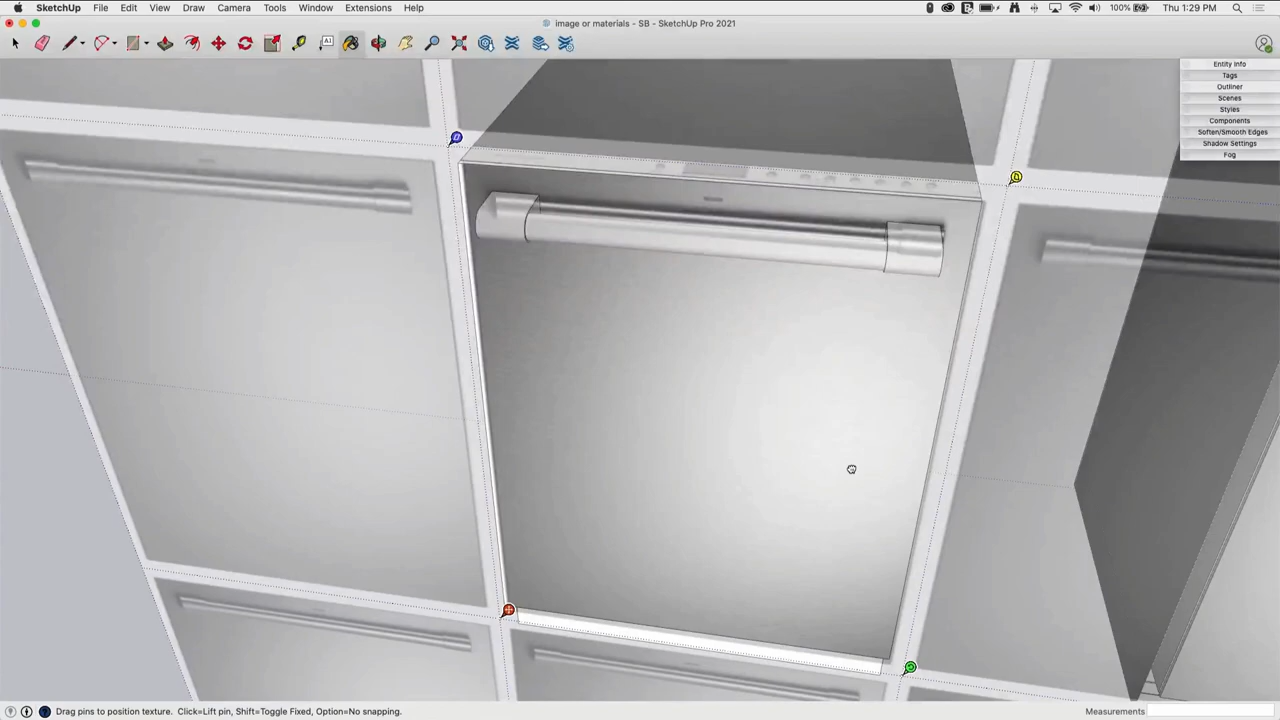 SketchUp File Edit View Draw Camera Tools Window Extensions Help
100% Thu 1:29 PM
image or materials - SB - SketchUp Pro 2021
Entity Info
Tags
Outliner
Scenes
Styles
Components
Soften/Smooth Edges
Shadow Settings
Fog
Drag pins to position texture. Click=Lift pin, Shift=Toggle Fixed, Option=No snapping.
Measurements